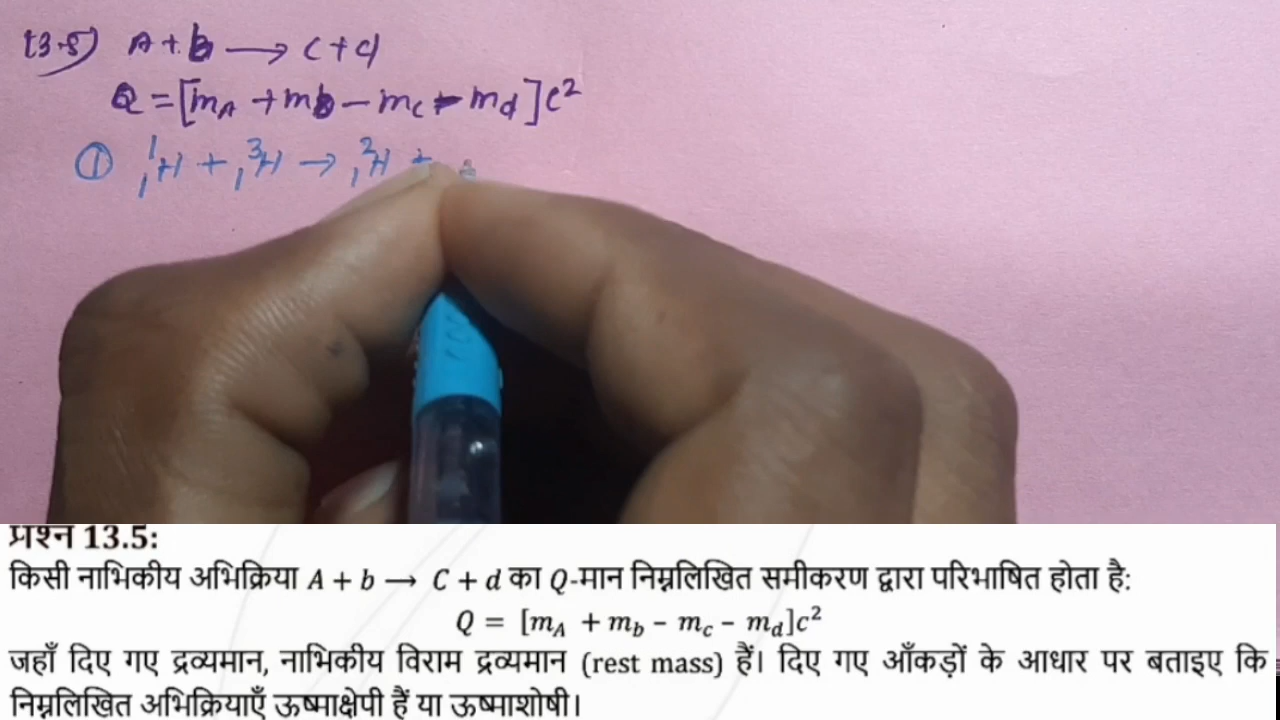 13.5) A + b → C + d
Q = [mA + mb - mc - md]c²
① ¹₁H + ³₁H → ²₁H +
प्रश्न 13.5:
किसी नाभिकीय अभिक्रिया A + b → C + d का Q-मान निम्नलिखित समीकरण द्वारा परिभाषित होता है:
Q = [mA + mb − mc − md]c²
जहाँ दिए गए द्रव्यमान, नाभिकीय विराम द्रव्यमान (rest mass) हैं। दिए गए आँकड़ों के आधार पर बताइए कि
निम्नलिखित अभिक्रियाएँ ऊष्माक्षेपी हैं या ऊष्माशोषी।